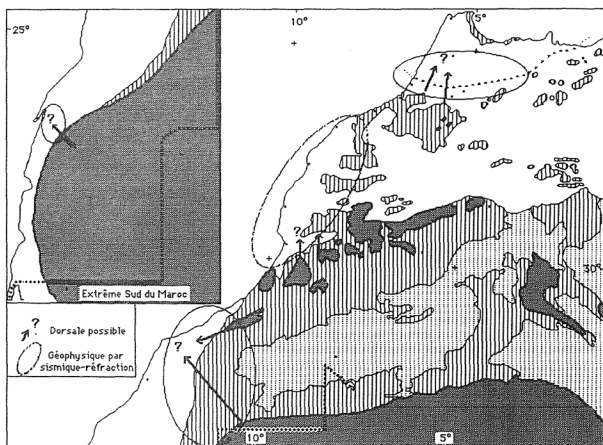 25°
10°
5°
?
?
?
?
30°
Extrême Sud du Maroc
? Dorsale possible
Géophysique par
sismique-réfraction
?
10°
5°